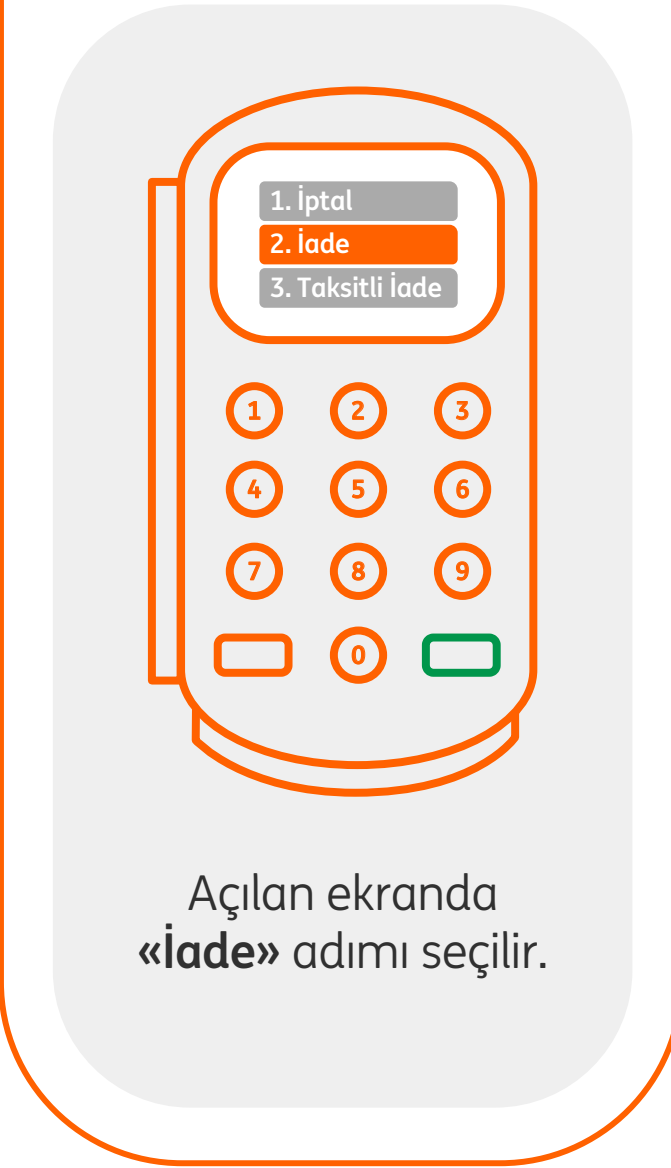 1. İptal
2. İade
3. Taksitli İade
1 2 3
4 5 6
7 8 9
0
Açılan ekranda
«İade» adımı seçilir.